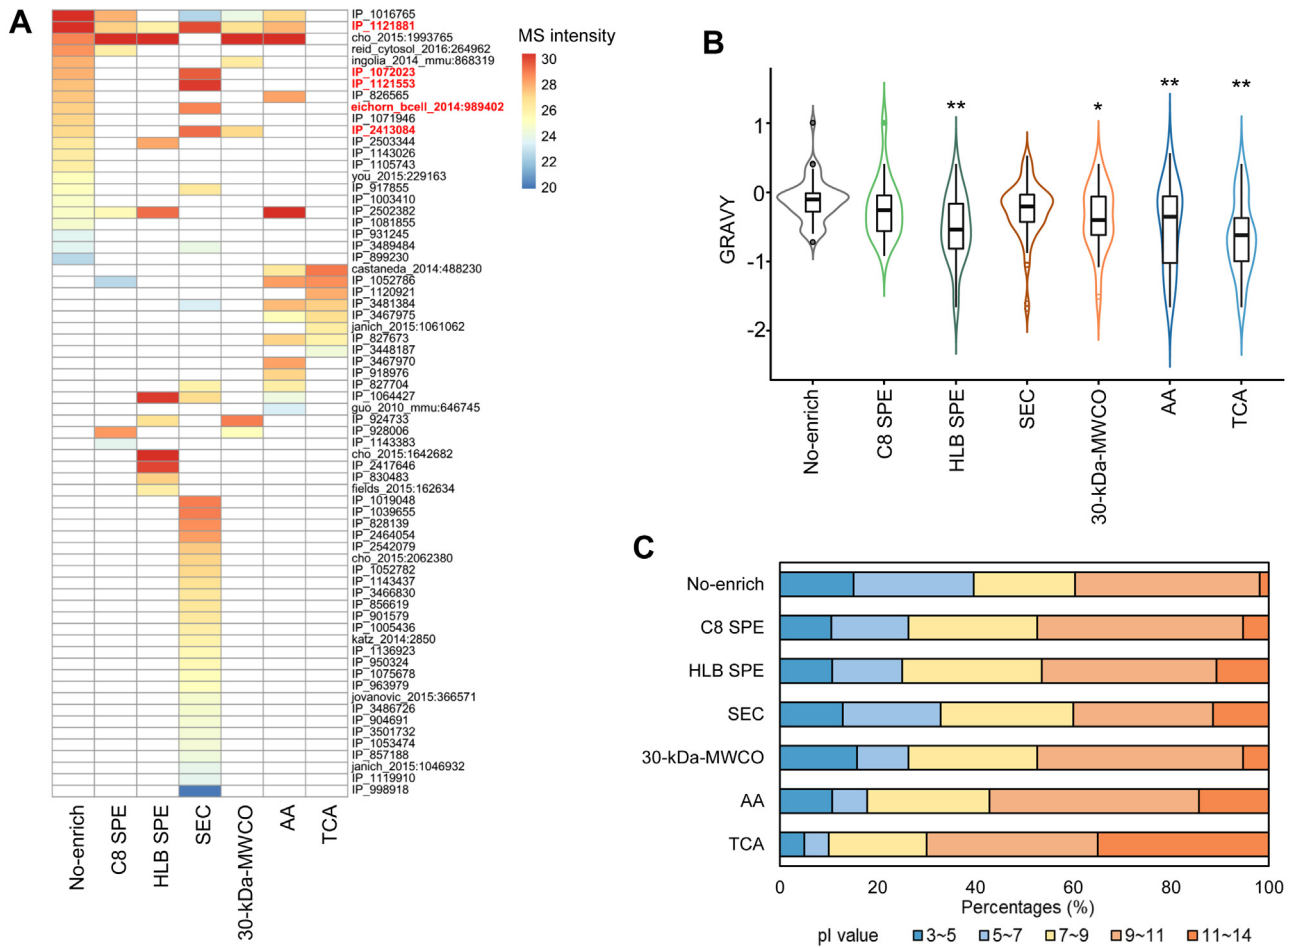 A
IP_1016765
IP_1121881
cho_2015:1993765
reid_cytosol_2016:264962
ingolia_2014_mmu:868319
IP_1072023
IP_1121553
IP_826565
eichorn_bcell_2014:989402
IP_1071946
IP_2413084
IP_2503344
IP_1143026
IP_1105743
you_2015:229163
IP_917855
IP_1003410
IP_2502382
IP_1081855
IP_931245
IP_3489484
IP_899230
castaneda_2014:488230
IP_1052786
IP_1120921
IP_3481384
IP_3467975
janich_2015:1061062
IP_827673
IP_3448187
IP_3467970
IP_918976
IP_827704
IP_1064427
guo_2010_mmu:646745
IP_924733
IP_928006
IP_1143383
cho_2015:1642682
IP_2417646
IP_830483
fields_2015:162634
IP_1019048
IP_1039655
IP_828139
IP_2464054
IP_2542079
cho_2015:2062380
IP_1052782
IP_1143437
IP_3466830
IP_856619
IP_901579
IP_1005436
katz_2014:2850
IP_1136923
IP_950324
IP_1075678
IP_963979
jovanovic_2015:366571
IP_3486726
IP_904691
IP_3501732
IP_1053474
IP_857188
janich_2015:1046932
IP_1119910
IP_998918
No-enrich
C8 SPE
HLB SPE
SEC
30-kDa-MWCO
AA
TCA
MS intensity
30
28
26
24
22
20
B
** * ** **
GRAVY
1
0
-1
-2
No-enrich
C8 SPE
HLB SPE
SEC
30-kDa-MWCO
AA
TCA
C
No-enrich
C8 SPE
HLB SPE
SEC
30-kDa-MWCO
AA
TCA
0 20 40 60 80 100
Percentages (%)
pI value 3~5 5~7 7~9 9~11 11~14